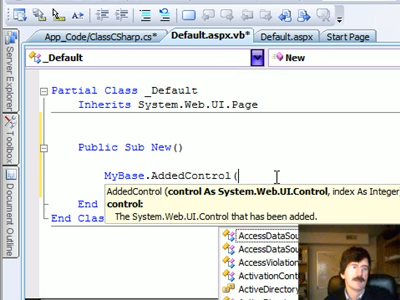 App_Code/ClassCSharp.cs* Default.aspx.vb* Default.aspx Start Page
_Default New
Server Explorer
Toolbox
Document Outline
Partial Class _Default
Inherits System.Web.UI.Page
Public Sub New()
MyBase.AddedControl(
AddedControl (control As System.Web.UI.Control, index As Integer
control:
The System.Web.UI.Control that has been added.
End
End Class
AccessDataSou
AccessDataSou
AccessViolation
ActivationConte
ActiveDirectory